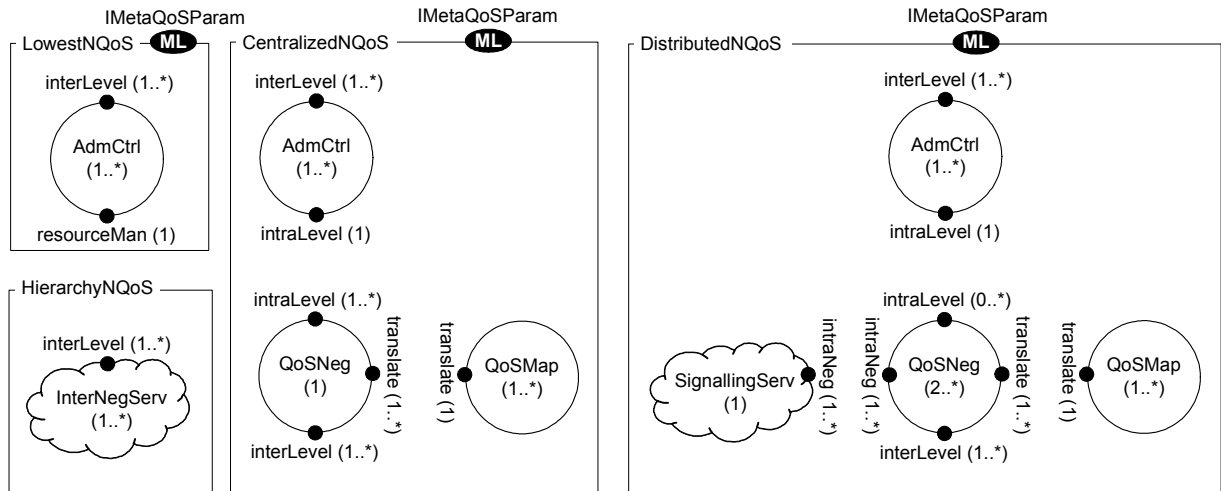 IMetaQoSParam
LowestNQoS
ML
interLevel (1..*)
AdmCtrl
(1..*)
resourceMan (1)
HierarchyNQoS
interLevel (1..*)
InterNegServ
(1..*)
IMetaQoSParam
CentralizedNQoS
ML
interLevel (1..*)
AdmCtrl
(1..*)
intraLevel (1)
intraLevel (1..*)
QoSNeg
(1)
translate (1..*)
interLevel (1..*)
translate (1)
QoSMap
(1..*)
IMetaQoSParam
DistributedNQoS
ML
interLevel (1..*)
AdmCtrl
(1..*)
intraLevel (1)
SignallingServ
(1)
intraNeg (1..*)
intraNeg (1..*)
intraLevel (0..*)
QoSNeg
(2..*)
interLevel (1..*)
translate (1..*)
translate (1)
QoSMap
(1..*)